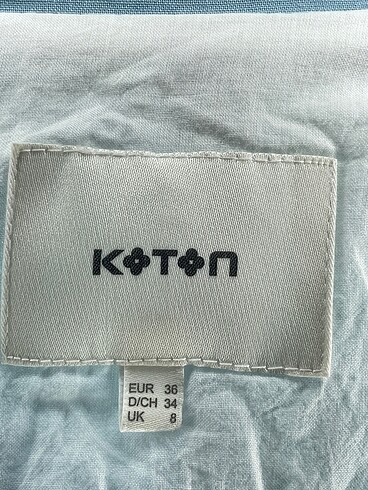 KOTON
EUR 36
D/CH 34
UK 8